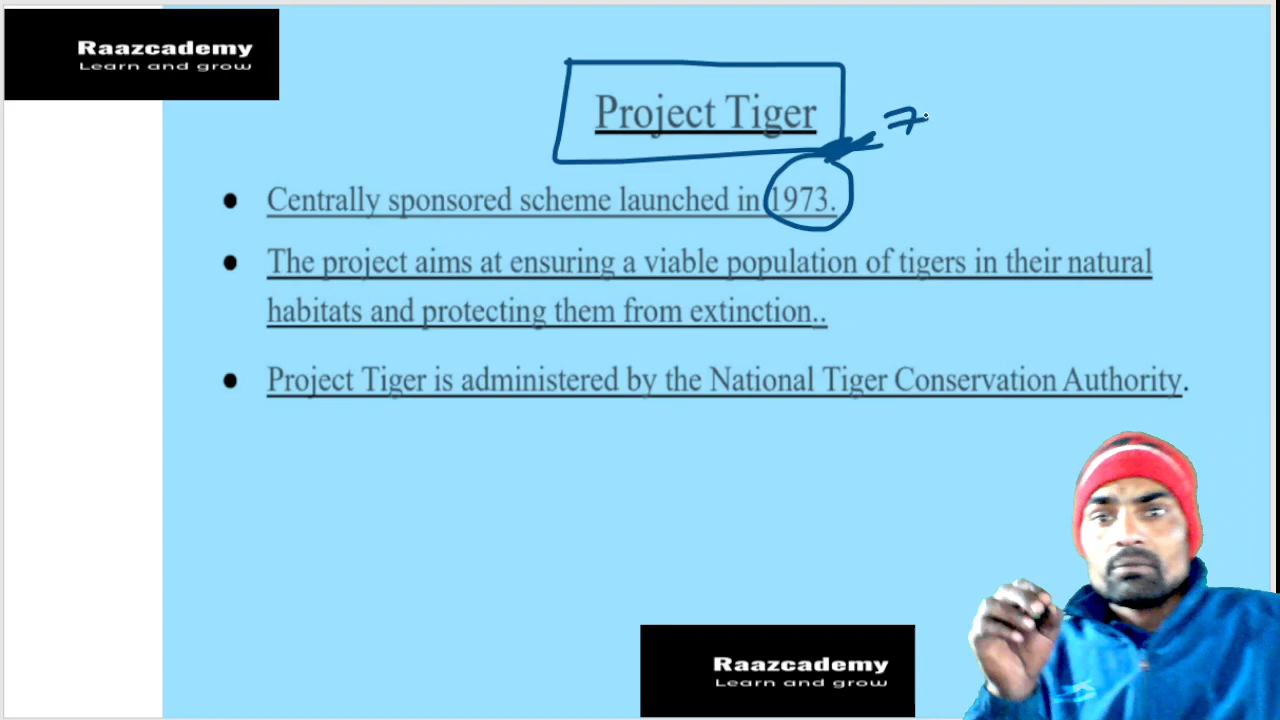 Raazcademy
Learn and grow
Project Tiger
7
Centrally sponsored scheme launched in 1973.
The project aims at ensuring a viable population of tigers in their natural
habitats and protecting them from extinction..
Project Tiger is administered by the National Tiger Conservation Authority.
Raazcademy
Learn and grow